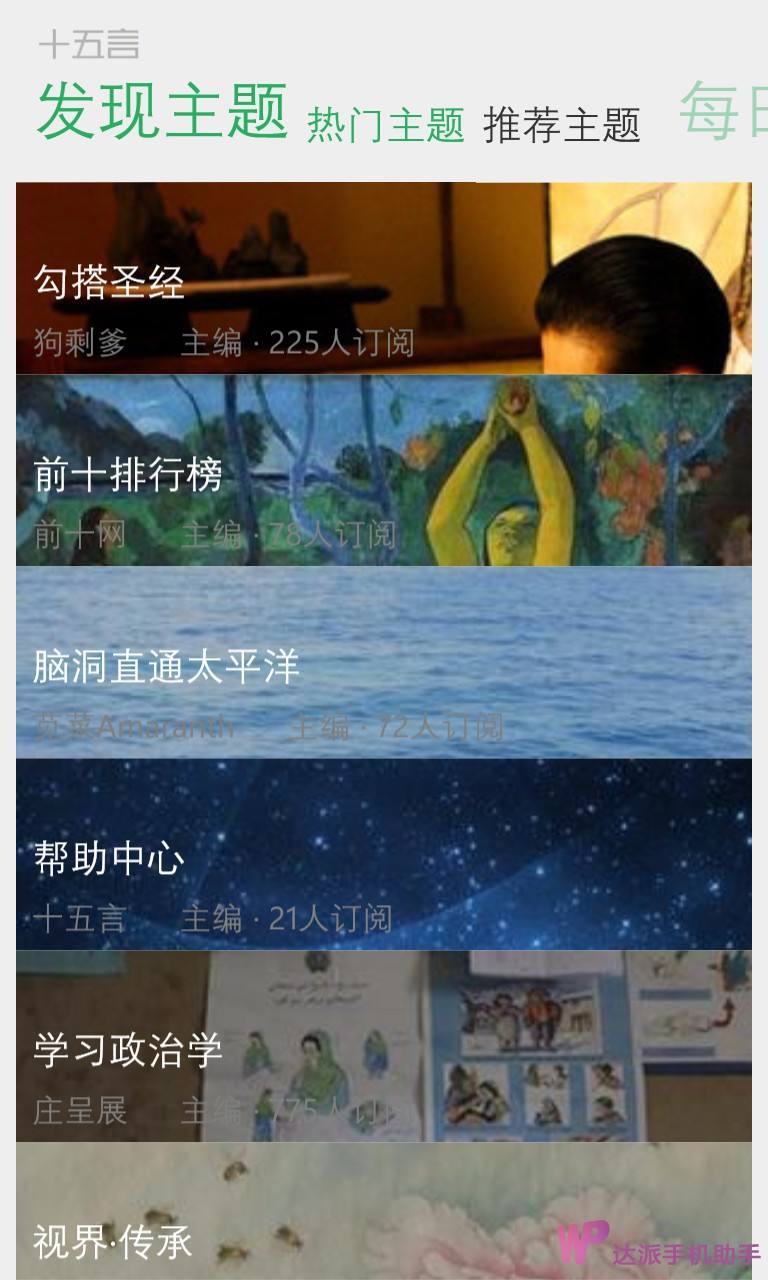 十五言
发现主题 热门主题 推荐主题 每日
勾搭圣经
狗剩爹 主编 · 225人订阅
前十排行榜
前十网 主编 · 78人订阅
脑洞直通太平洋
苋菜Amaranth 主编 · 72人订阅
帮助中心
十五言 主编 · 21人订阅
学习政治学
庄呈展 主编 · 775人订阅
视界·传承
WP 达派手机助手